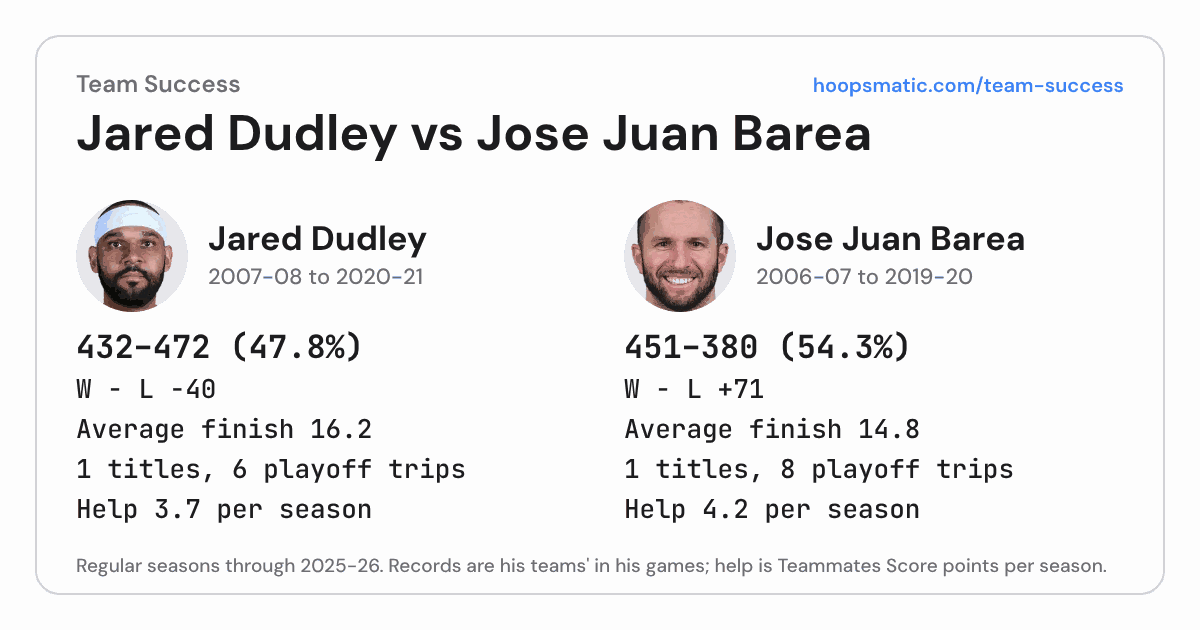 Team Success
hoopsmatic.com/team-success
Jared Dudley vs Jose Juan Barea
Jared Dudley
2007-08 to 2020-21
432-472 (47.8%)
W - L -40
Average finish 16.2
1 titles, 6 playoff trips
Help 3.7 per season
Jose Juan Barea
2006-07 to 2019-20
451-380 (54.3%)
W - L +71
Average finish 14.8
1 titles, 8 playoff trips
Help 4.2 per season
Regular seasons through 2025-26. Records are his teams' in his games; help is Teammates Score points per season.